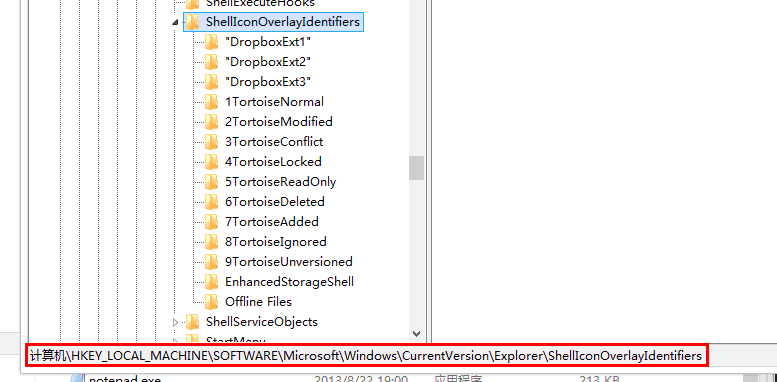 ShellExecuteHooks
ShellIconOverlayIdentifiers
"DropboxExt1"
"DropboxExt2"
"DropboxExt3"
1TortoiseNormal
2TortoiseModified
3TortoiseConflict
4TortoiseLocked
5TortoiseReadOnly
6TortoiseDeleted
7TortoiseAdded
8TortoiseIgnored
9TortoiseUnversioned
EnhancedStorageShell
Offline Files
ShellServiceObjects
StartMenu
计算机\HKEY_LOCAL_MACHINE\SOFTWARE\Microsoft\Windows\CurrentVersion\Explorer\ShellIconOverlayIdentifiers
notepad.exe 2013/8/22 19:00 应用程序 213 KB